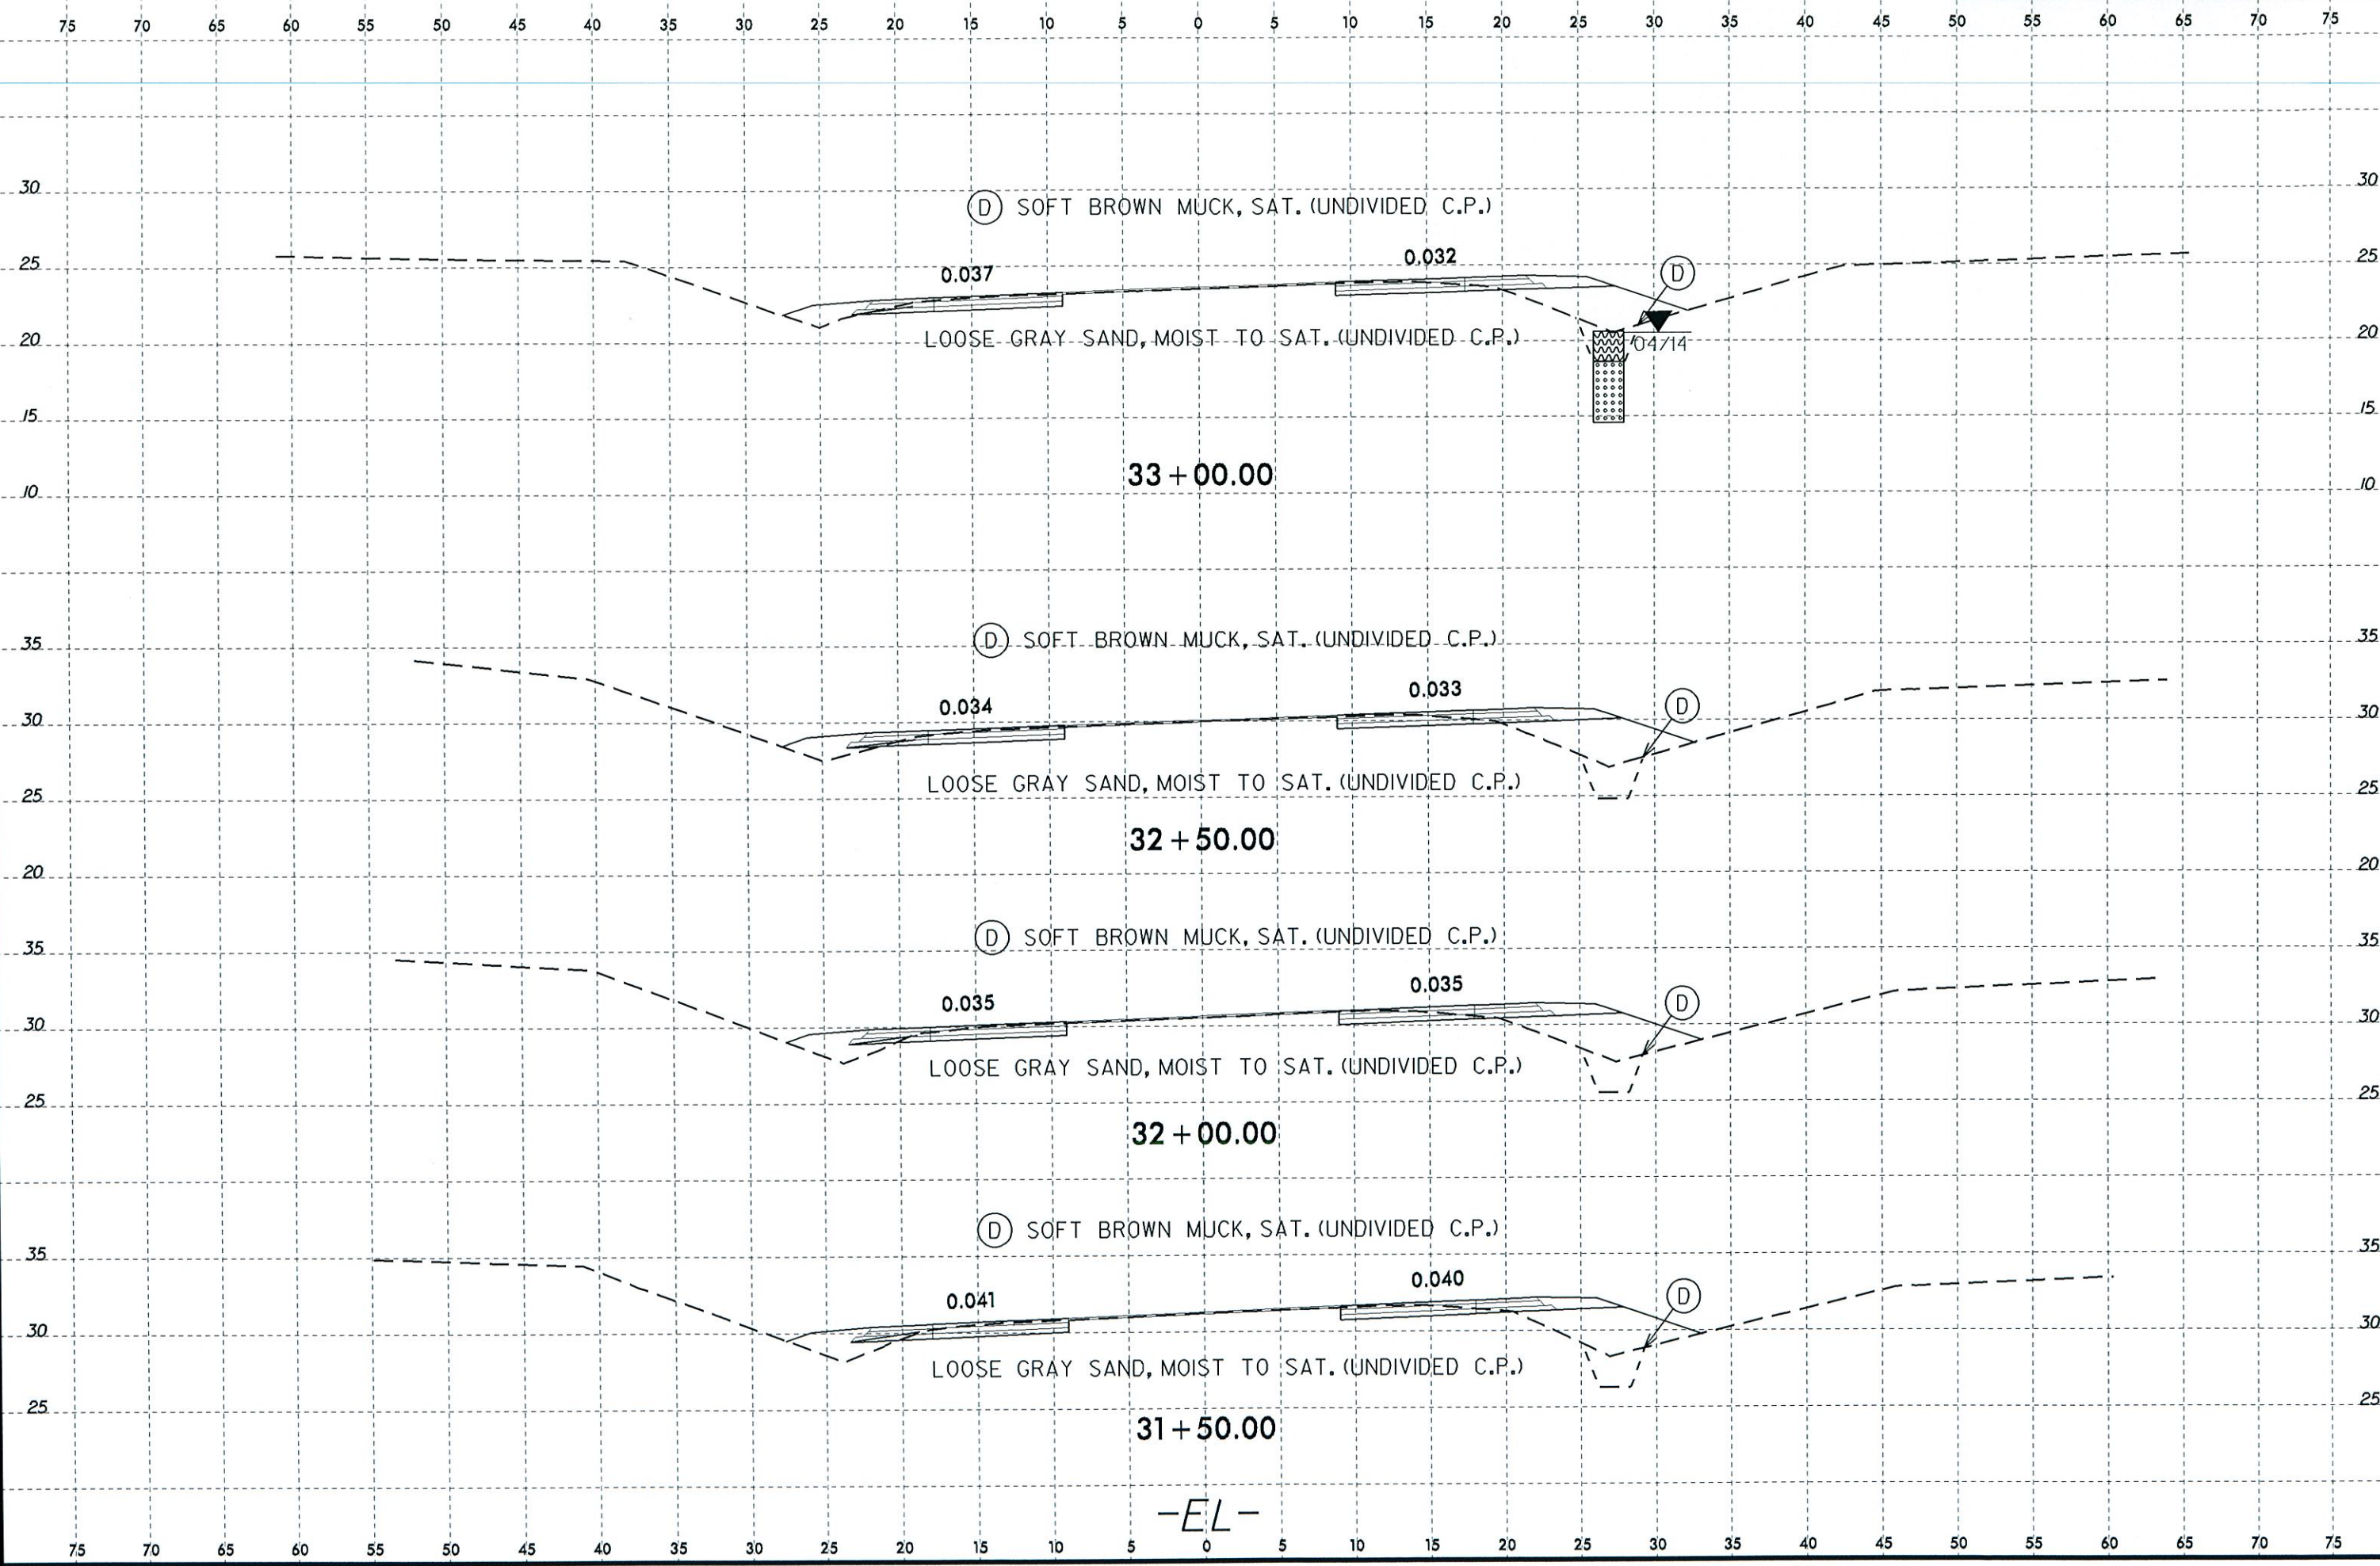 75 70 65 60 55 50 45 40 35 30 25 20 15 10 5 0 5 10 15 20 25 30 35 40 45 50 55 60 65 70 75
30 30
D SOFT BROWN MUCK, SAT. (UNDIVIDED C.P.)
25 0.037 0.032 D 25
20 LOOSE GRAY SAND, MOIST TO SAT. (UNDIVIDED C.P.) 04/14 20
15 15
33+00.00
10 10
35 D SOFT BROWN MUCK, SAT. (UNDIVIDED C.P.) 35
0.034 0.033 D
30 30
25 LOOSE GRAY SAND, MOIST TO SAT. (UNDIVIDED C.P.) 25
32+50.00
20 20
D SOFT BROWN MUCK, SAT. (UNDIVIDED C.P.)
35 35
0.035 0.035 D
30 30
LOOSE GRAY SAND, MOIST TO SAT. (UNDIVIDED C.P.)
25 25
32+00.00
D SOFT BROWN MUCK, SAT. (UNDIVIDED C.P.)
35 35
0.041 0.040 D
30 30
LOOSE GRAY SAND, MOIST TO SAT. (UNDIVIDED C.P.)
25 25
31+50.00
-EL-
75 70 65 60 55 50 45 40 35 30 25 20 15 10 5 0 5 10 15 20 25 30 35 40 45 50 55 60 65 70 75